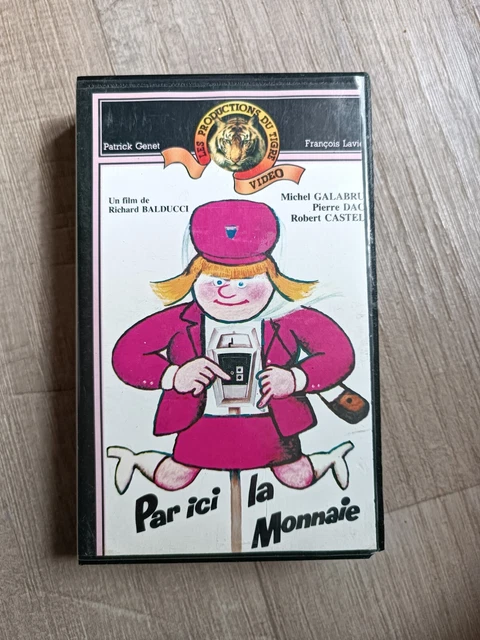 LES PRODUCTIONS DU TIGRE
VIDEO
Patrick Genet
François Lavie
Un film de
Richard BALDUCCI
Michel GALABRU
Pierre DAC
Robert CASTEL
Par ici la
Monnaie